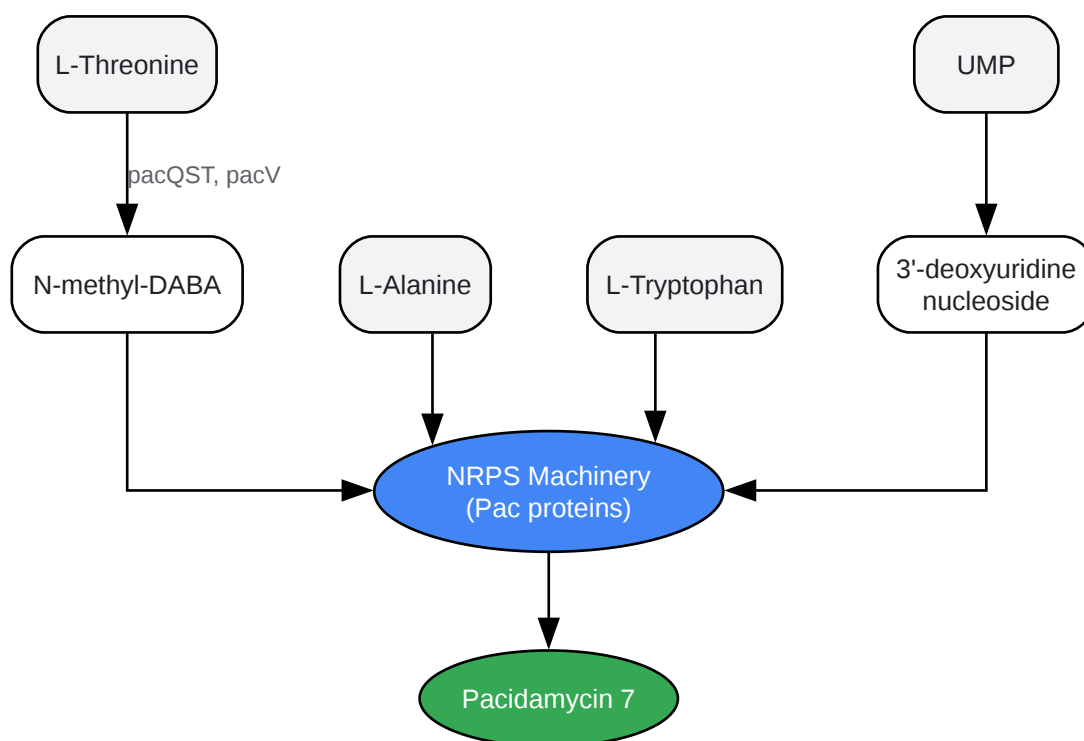 L-Threonine
UMP
pacQST, pacV
N-methyl-DABA
L-Alanine
L-Tryptophan
3'-deoxyuridine
nucleoside
NRPS Machinery
(Pac proteins)
Pacidamycin 7